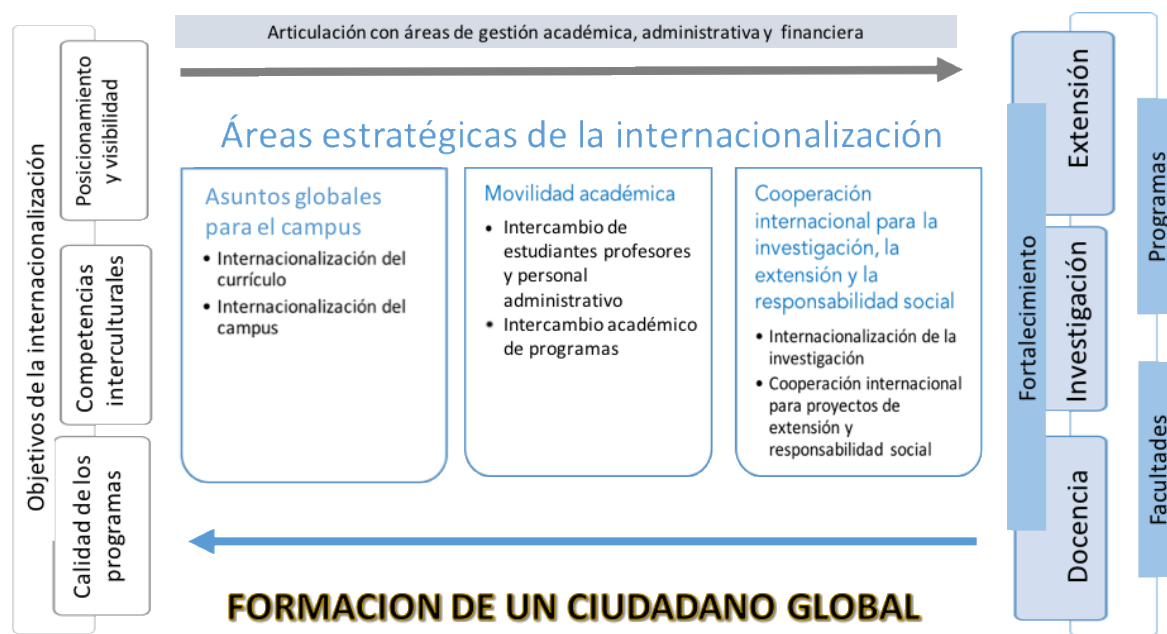 Articulación con áreas de gestión académica, administrativa y financiera
Objetivos de la internacionalización
Posicionamiento
y visibilidad
Competencias
interculturales
Calidad de los
programas
Áreas estratégicas de la internacionalización
Asuntos globales
para el campus
• Internacionalización del
currículo
• Internacionalización del
campus
Movilidad académica
• Intercambio de
estudiantes profesores
y personal
administrativo
• Intercambio académico
de programas
Cooperación
internacional para la
investigación, la
extensión y la
responsabilidad social
• Internacionalización de la
investigación
• Cooperación internacional
para proyectos de
extensión y
responsabilidad social
Fortalecimiento
Extensión
Investigación
Docencia
Programas
Facultades
FORMACION DE UN CIUDADANO GLOBAL